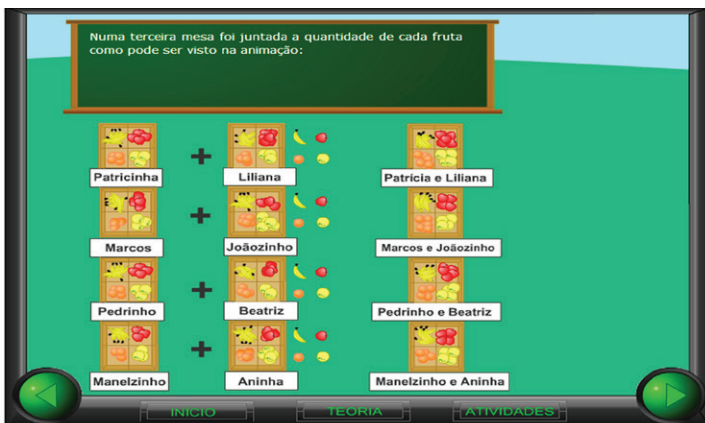 Numa terceira mesa foi juntada a quantidade de cada fruta
como pode ser visto na animação:
Patricinha
Liliana
Patrícia e Liliana
Marcos
Joãozinho
Marcos e Joãozinho
Pedrinho
Beatriz
Pedrinho e Beatriz
Manelzinho
Aninha
Manelzinho e Aninha
INÍCIO
TEORIA
ATIVIDADES